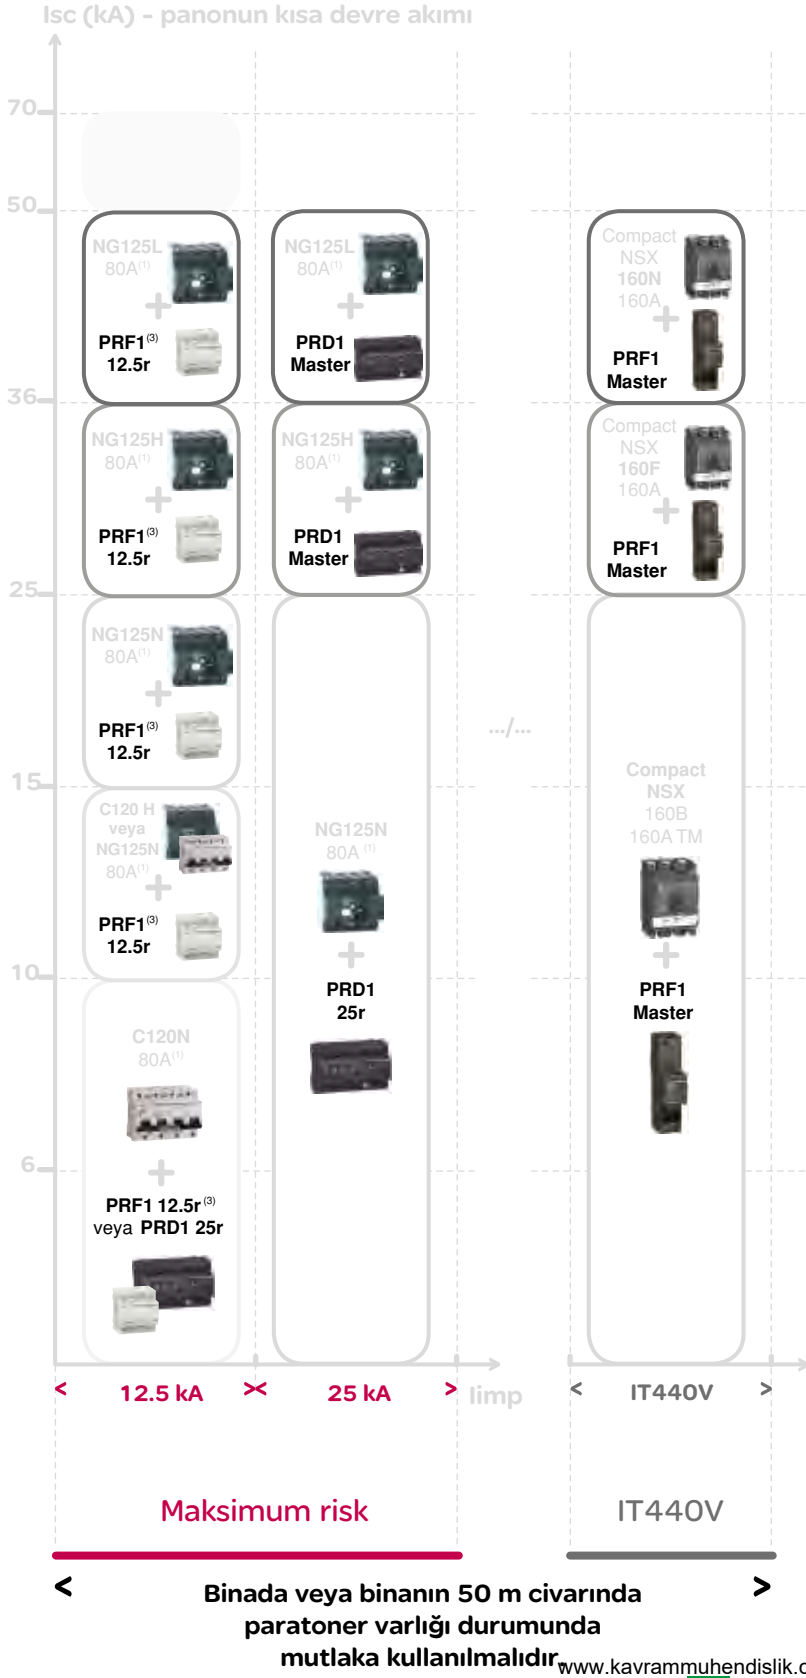 Isc (kA) - panonun kısa devre akımı
70
50
NG125L
80A(1)
+
PRF1(3)
12.5r
NG125L
80A(1)
+
PRD1
Master
Compact
NSX
160N
160A
+
PRF1
Master
36
NG125H
80A(1)
+
PRF1(3)
12.5r
NG125H
80A(1)
+
PRD1
Master
Compact
NSX
160F
160A
+
PRF1
Master
25
NG125N
80A(1)
+
PRF1(3)
12.5r
.../...
15
C120 H
veya
NG125N
80A(1)
+
PRF1(3)
12.5r
NG125N
80A (1)
+
PRD1
25r
Compact
NSX
160B
160A TM
+
PRF1
Master
10
C120N
80A(1)
+
PRF1 12.5r(3)
veya PRD1 25r
6
< 12.5 kA >< 25 kA > Iimp < IT440V >
Maksimum risk IT440V
< Binada veya binanın 50 m civarında >
paratoner varlığı durumunda
mutlaka kullanılmalıdır.
www.kavrammuhendislik.c